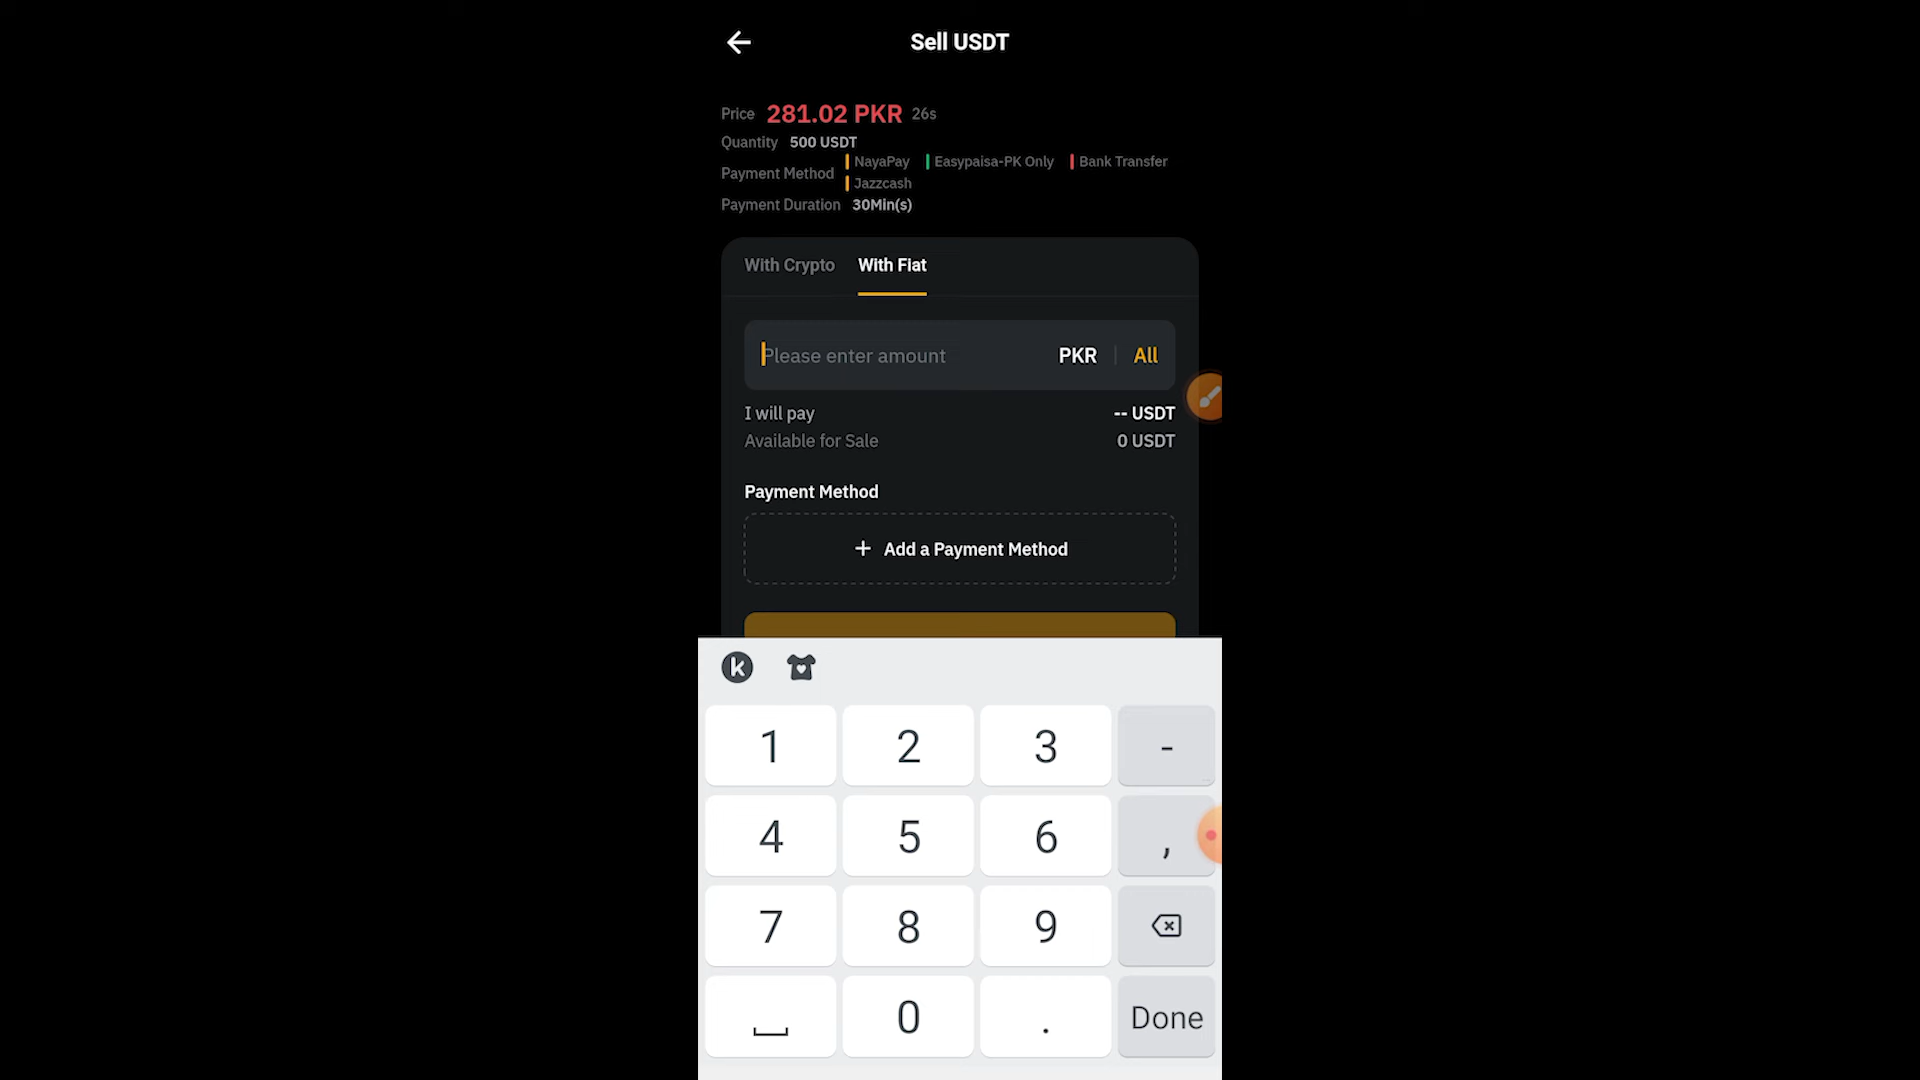 Sell USDT
Price 281.02 PKR 26s
Quantity 500 USDT
Payment Method NayaPay Easypaisa-PK Only Bank Transfer
Jazzcash
Payment Duration 30Min(s)
With Crypto With Fiat
Please enter amount PKR All
I will pay -- USDT
Available for Sale 0 USDT
Payment Method
+ Add a Payment Method
k
1 2 3 -
4 5 6 ,
7 8 9
0 . Done